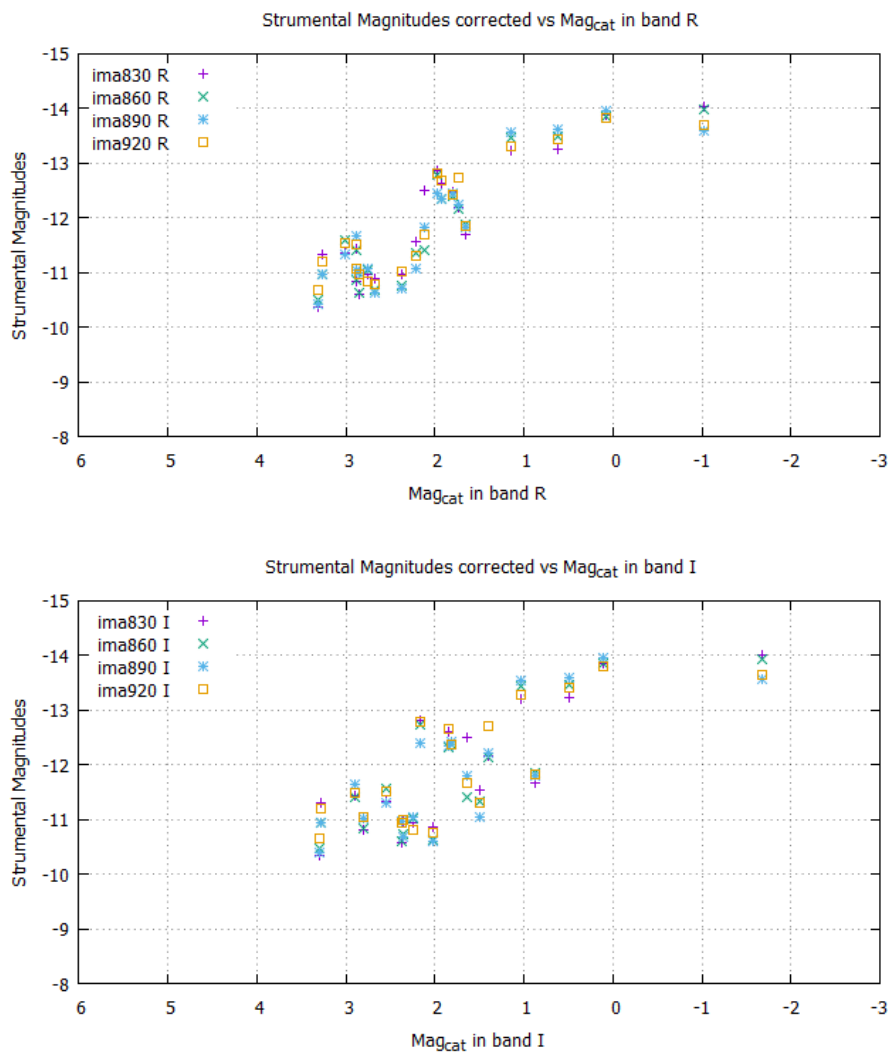 Strumental Magnitudes corrected vs Magcat in band R
-15
ima830 R
ima860 R
-14
ima890 R
ima920 R
-13
-12
-11
-10
-9
-8
Strumental Magnitudes
6 5 4 3 2 1 0 -1 -2 -3
Magcat in band R
Strumental Magnitudes corrected vs Magcat in band I
-15
ima830 I
ima860 I
-14
ima890 I
ima920 I
-13
-12
-11
-10
-9
-8
Strumental Magnitudes
6 5 4 3 2 1 0 -1 -2 -3
Magcat in band I